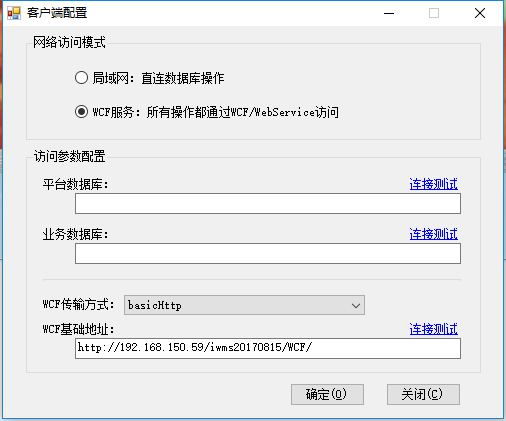 客户端配置
网络访问模式
局域网：直连数据库操作
WCF服务：所有操作都通过WCF/WebService访问
访问参数配置
平台数据库： 连接测试
业务数据库： 连接测试
WCF传输方式： basicHttp
WCF基础地址： 连接测试
http://192.168.150.59/iwms20170815/WCF/
确定(O) 关闭(C)